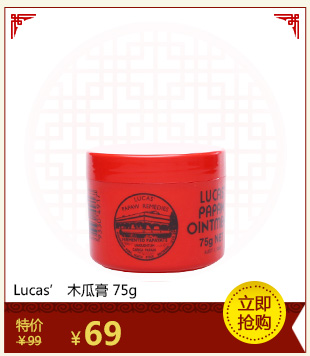 LUCAS'
PAPAW REMEDIES
LUCAS
PAPAW
OINTM
75g N
Lucas’ 木瓜膏 75g
立即
抢购
特价
¥99
¥69